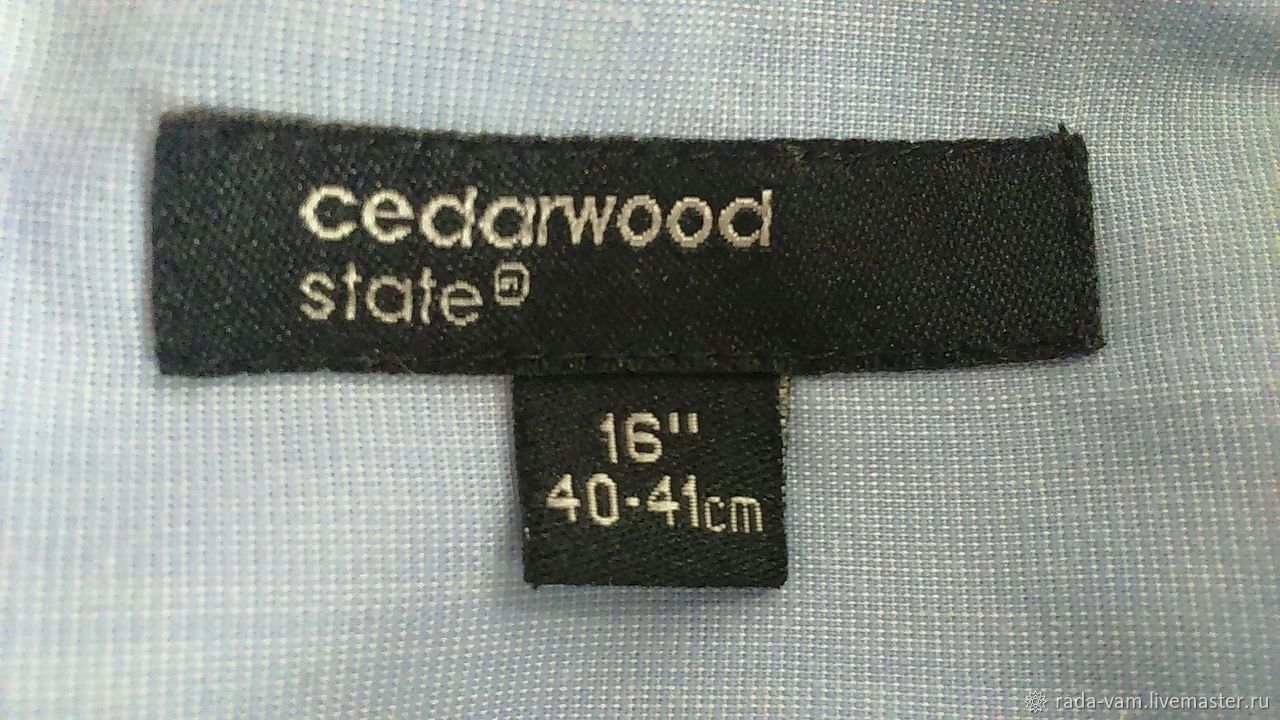 cedarwood
state®
16"
40-41cm
rada-vam.livemaster.ru